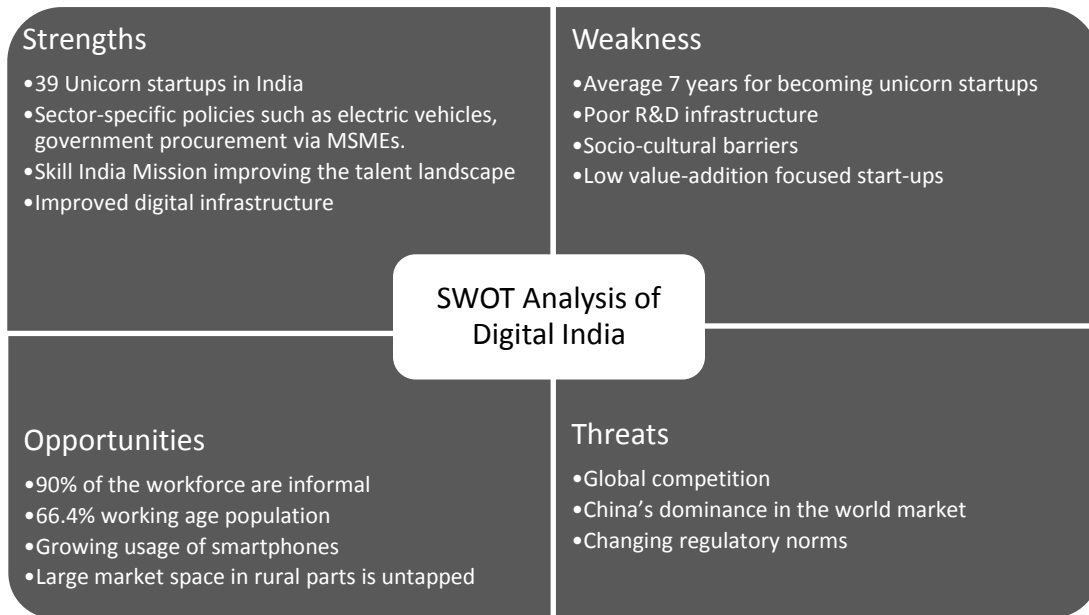 Strengths
•39 Unicorn startups in India
•Sector-specific policies such as electric vehicles,
government procurement via MSMEs.
•Skill India Mission improving the talent landscape
•Improved digital infrastructure
Weakness
•Average 7 years for becoming unicorn startups
•Poor R&D infrastructure
•Socio-cultural barriers
•Low value-addition focused start-ups
SWOT Analysis of
Digital India
Opportunities
•90% of the workforce are informal
•66.4% working age population
•Growing usage of smartphones
•Large market space in rural parts is untapped
Threats
•Global competition
•China’s dominance in the world market
•Changing regulatory norms